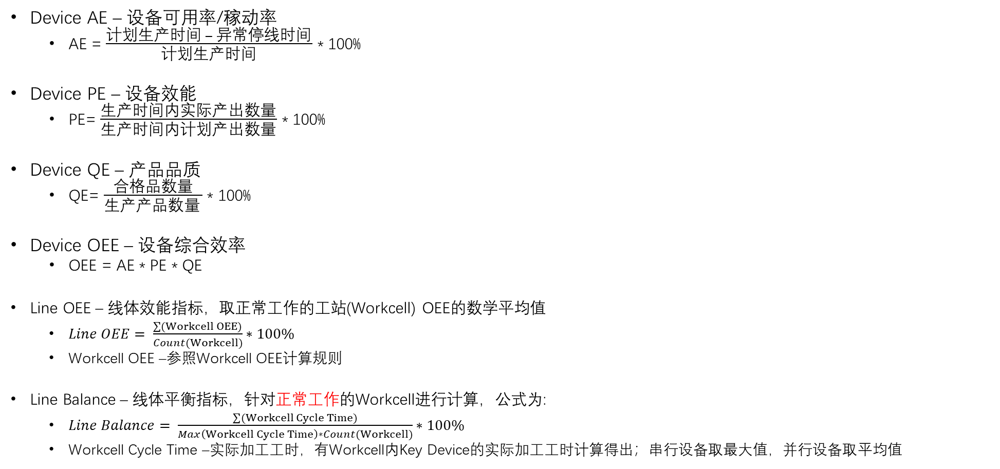 • Device AE – 设备可用率/稼动率
• AE = 计划生产时间 – 异常停线时间 / 计划生产时间 * 100%
• Device PE – 设备效能
• PE= 生产时间内实际产出数量 / 生产时间内计划产出数量 * 100%
• Device QE – 产品品质
• QE= 合格品数量 / 生产产品数量 * 100%
• Device OEE – 设备综合效率
• OEE = AE * PE * QE
• Line OEE – 线体效能指标，取正常工作的工站(Workcell) OEE的数学平均值
• Line OEE = ∑(Workcell OEE) / Count(Workcell) * 100%
• Workcell OEE –参照Workcell OEE计算规则
• Line Balance – 线体平衡指标，针对正常工作的Workcell进行计算，公式为:
• Line Balance = ∑(Workcell Cycle Time) / Max(Workcell Cycle Time)*Count(Workcell) * 100%
• Workcell Cycle Time –实际加工工时，有Workcell内Key Device的实际加工工时计算得出；串行设备取最大值，并行设备取平均值